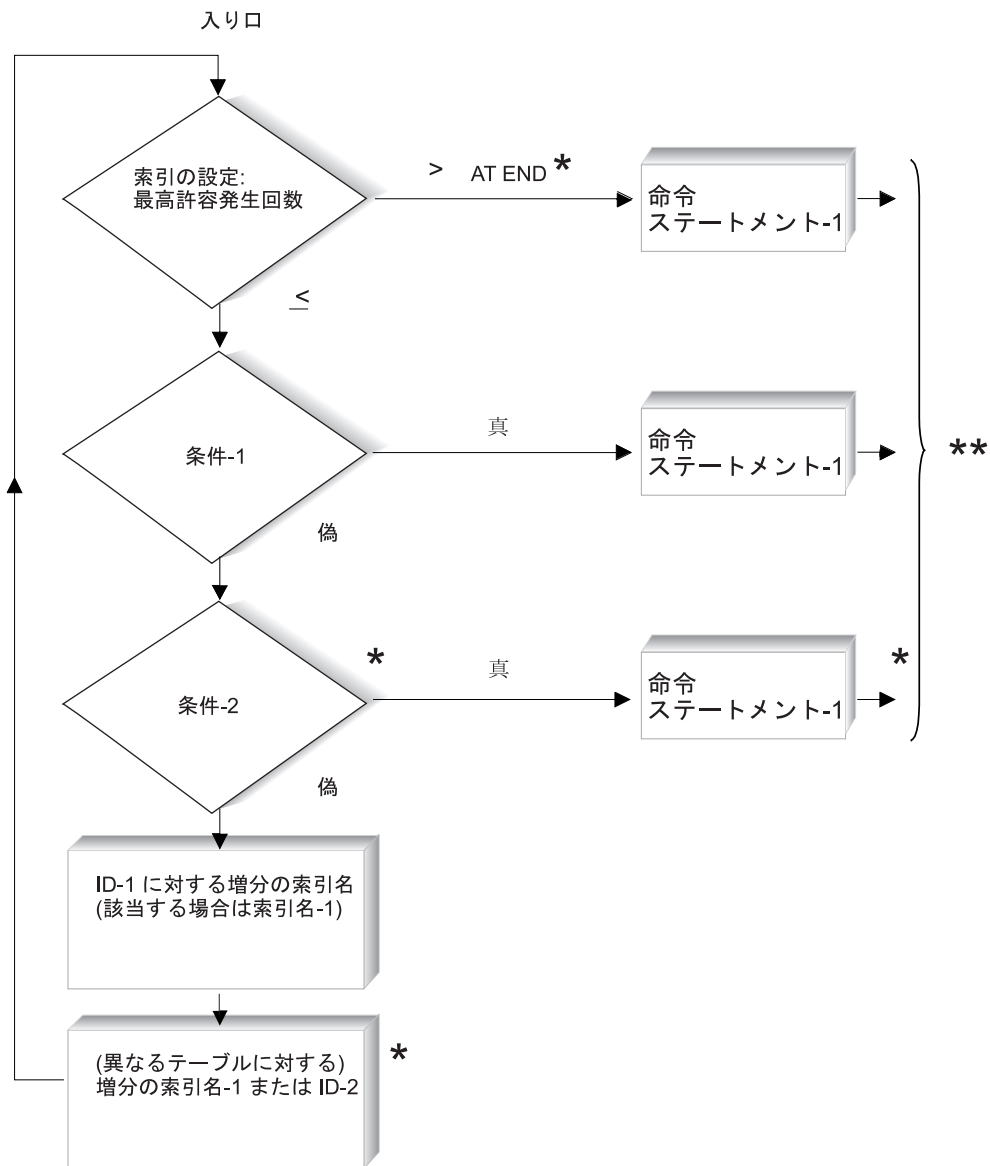 入り口
索引の設定:
最高許容発生回数
> AT END *
命令
ステートメント-1
≤
条件-1
真
命令
ステートメント-1
**
偽
条件-2
*
真
命令
ステートメント-1
*
偽
ID-1 に対する増分の索引名
(該当する場合は索引名-1)
(異なるテーブルに対する)
増分の索引名-1 または ID-2
*